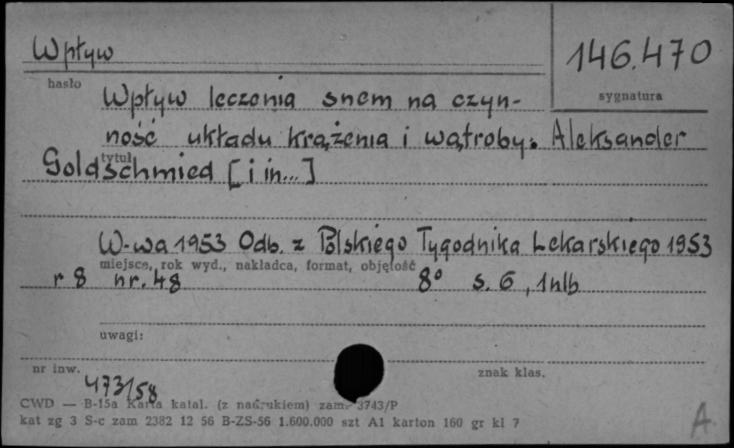 Wpływ
146.470
hasło
sygnatura
Wpływ leczenia snem na czyn-
ność układu krążenia i wątroby: Aleksander
tytuł
Goldschmied [i in...]
W-wa 1953 Odb. z Polskiego Tygodnika Lekarskiego 1953
miejsce, rok wyd., nakładca, format, objętość
r 8 nr. 48 8° s. 6, 1nlb
uwagi:
nr inw.
znak klas.
473/58
CWD — B-15a Karta katal. (z nadrukiem) zam. 3743/P
kat zg 3 S-c zam 2382 12 56 B-ZS-56 1.600.000 szt A1 karton 160 gr kl 7
A